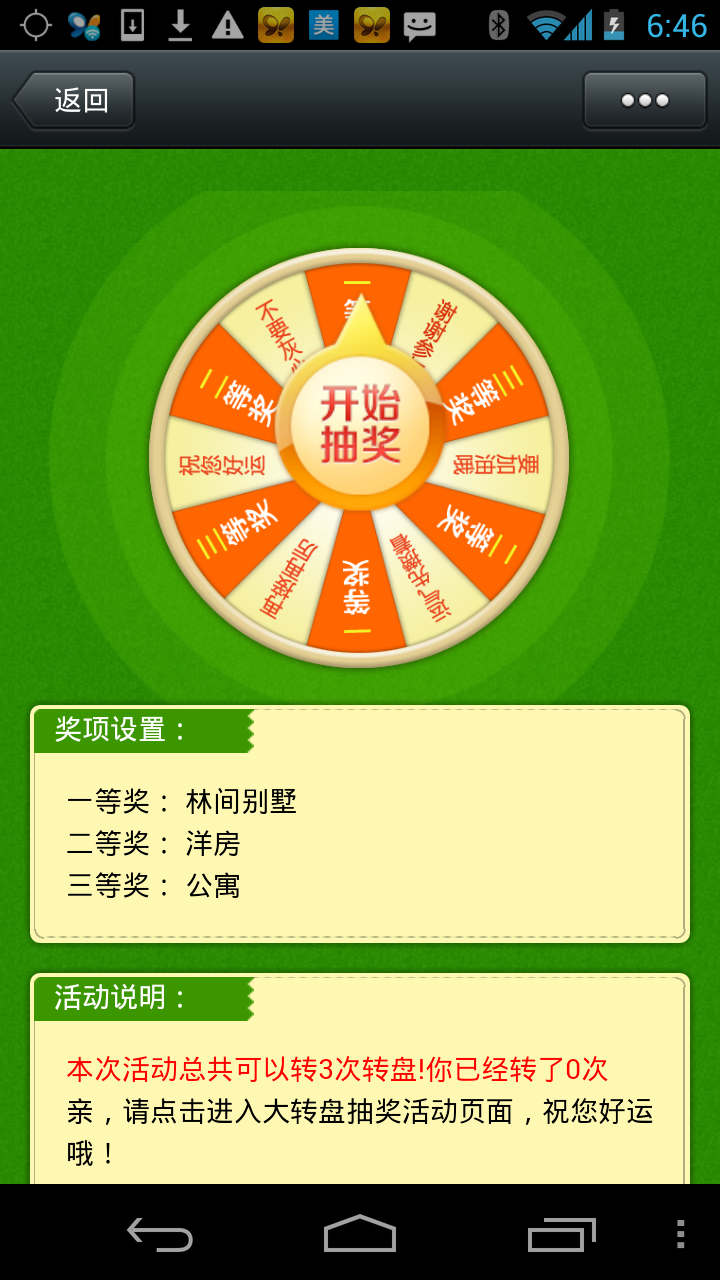 美
6:46
返回
一等
谢谢参
三等奖
要加油哦
二等奖
运气先攒着
一等奖
再接再厉
三等奖
祝您好运
二等奖
不要灰心
开始
抽奖
奖项设置：
一等奖： 林间别墅
二等奖： 洋房
三等奖： 公寓
活动说明：
本次活动总共可以转3次转盘!你已经转了0次
亲，请点击进入大转盘抽奖活动页面，祝您好运
哦！